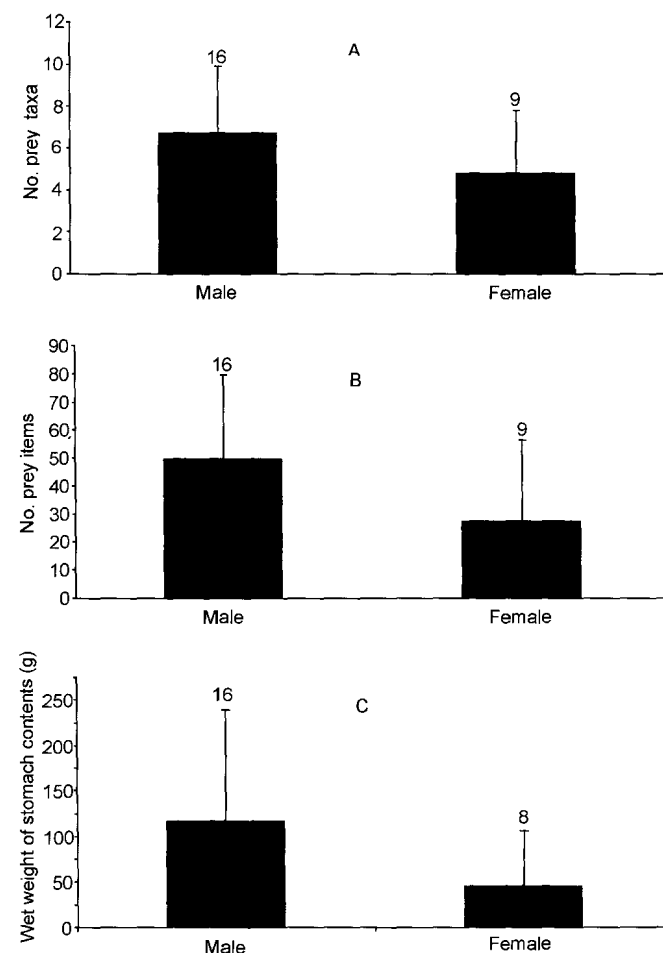 A
No. prey taxa
12
10
8
6
4
2
0
16
9
Male
Female
B
No. prey items
90
80
70
60
50
40
30
20
10
0
16
9
Male
Female
C
Wet weight of stomach contents (g)
250
200
150
100
50
0
16
8
Male
Female